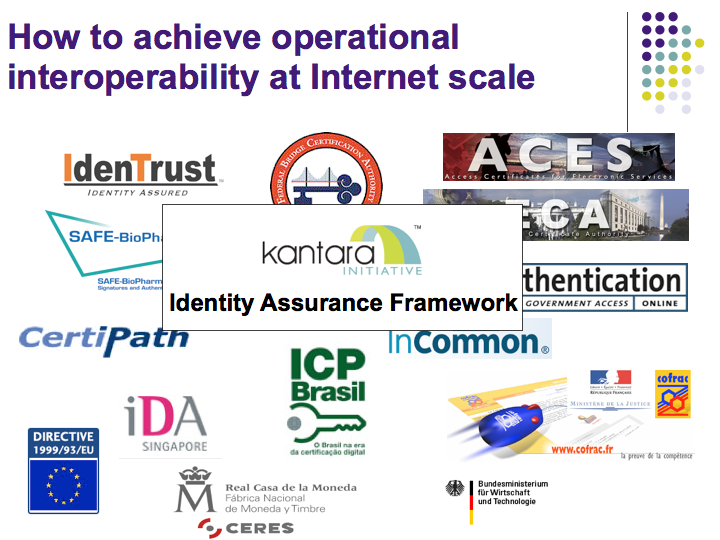 How to achieve operational
interoperability at Internet scale
IdenTrust™
IDENTITY ASSURED
FEDERAL BRIDGE CERTIFICATION AUTHORITY
ACES
Access Certificates for Electronic Services
ECA
Certificate Authority
SAFE-BioPha
SAFE-BioPharm
Signatures and Authen
kantara™
INITIATIVE
Identity Assurance Framework
thentication
GOVERNMENT ACCESS ONLINE
CertiPath
InCommon®
ICP
Brasil
O Brasil na era
da certificação digital
iDA
SINGAPORE
RÉPUBLIQUE FRANÇAISE
MINISTÈRE DE LA JUSTICE
cofrac
www.cofrac.fr
la preuve de la compétence
DIRECTIVE
1999/93/EU
M
Real Casa de la Moneda
Fábrica Nacional
de Moneda y Timbre
CERES
Bundesministerium
für Wirtschaft
und Technologie